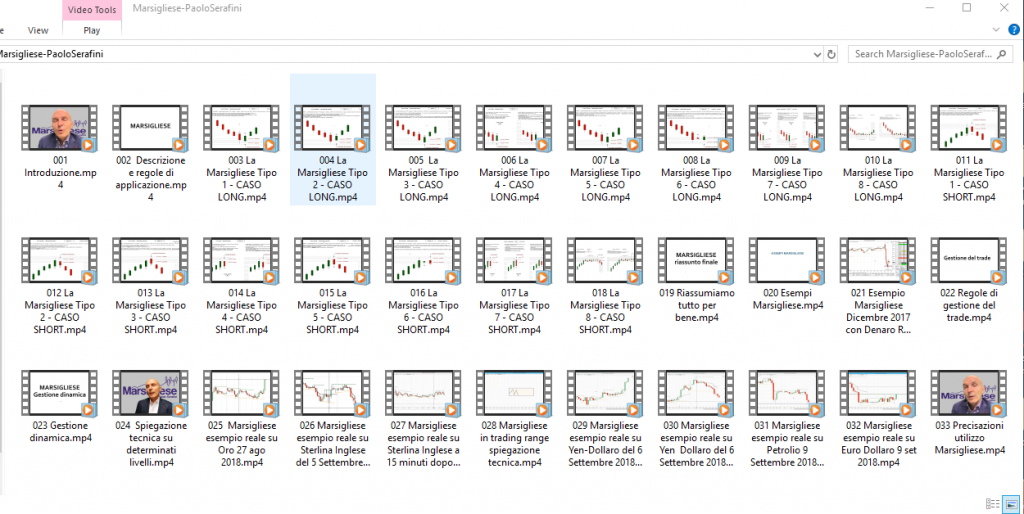 Video Tools
Marsigliese-PaoloSerafini
e View Play
Marsigliese-PaoloSerafini
Search Marsigliese-PaoloSeraf...
001
Introduzione.mp
4
002 Descrizione
e regole di
applicazione.mp
4
003 La
Marsigliese Tipo
1 - CASO
LONG.mp4
004 La
Marsigliese Tipo
2 - CASO
LONG.mp4
005 La
Marsigliese Tipo
3 - CASO
LONG.mp4
006 La
Marsigliese Tipo
4 - CASO
LONG.mp4
007 La
Marsigliese Tipo
5 - CASO
LONG.mp4
008 La
Marsigliese Tipo
6 - CASO
LONG.mp4
009 La
Marsigliese Tipo
7 - CASO
LONG.mp4
010 La
Marsigliese Tipo
8 - CASO
LONG.mp4
011 La
Marsigliese Tipo
1 - CASO
SHORT.mp4
MARSIGLIESE
012 La
Marsigliese Tipo
2 - CASO
SHORT.mp4
013 La
Marsigliese Tipo
3 - CASO
SHORT.mp4
014 La
Marsigliese Tipo
4 - CASO
SHORT.mp4
015 La
Marsigliese Tipo
5 - CASO
SHORT.mp4
016 La
Marsigliese Tipo
6 - CASO
SHORT.mp4
017 La
Marsigliese Tipo
7 - CASO
SHORT.mp4
018 La
Marsigliese Tipo
8 - CASO
SHORT.mp4
MARSIGLIESE
riassunto finale
019 Riassumiamo
tutto per
bene.mp4
020 Esempi
Marsigliese.mp4
021 Esempio
Marsigliese
Dicembre 2017
con Denaro R...
Gestione del trade
022 Regole di
gestione del
trade.mp4
MARSIGLIESE
Gestione dinamica
023 Gestione
dinamica.mp4
024 Spiegazione
tecnica su
determinati
livelli.mp4
025 Marsigliese
esempio reale su
Oro 27 ago
2018.mp4
026 Marsigliese
esempio reale su
Sterlina Inglese
del 5 Settembre...
027 Marsigliese
esempio reale su
Sterlina Inglese a
15 minuti dopo...
028 Marsigliese
in trading range
spiegazione
tecnica.mp4
029 Marsigliese
esempio reale su
Yen-Dollaro del 6
Settembre 2018...
030 Marsigliese
esempio reale su
Yen Dollaro del 6
Settembre 2018...
031 Marsigliese
esempio reale su
Petrolio 9
Settembre 2018...
032 Marsigliese
esempio reale su
Euro Dollaro 9 set
2018.mp4
033 Precisazioni
utilizzo
Marsigliese.mp4